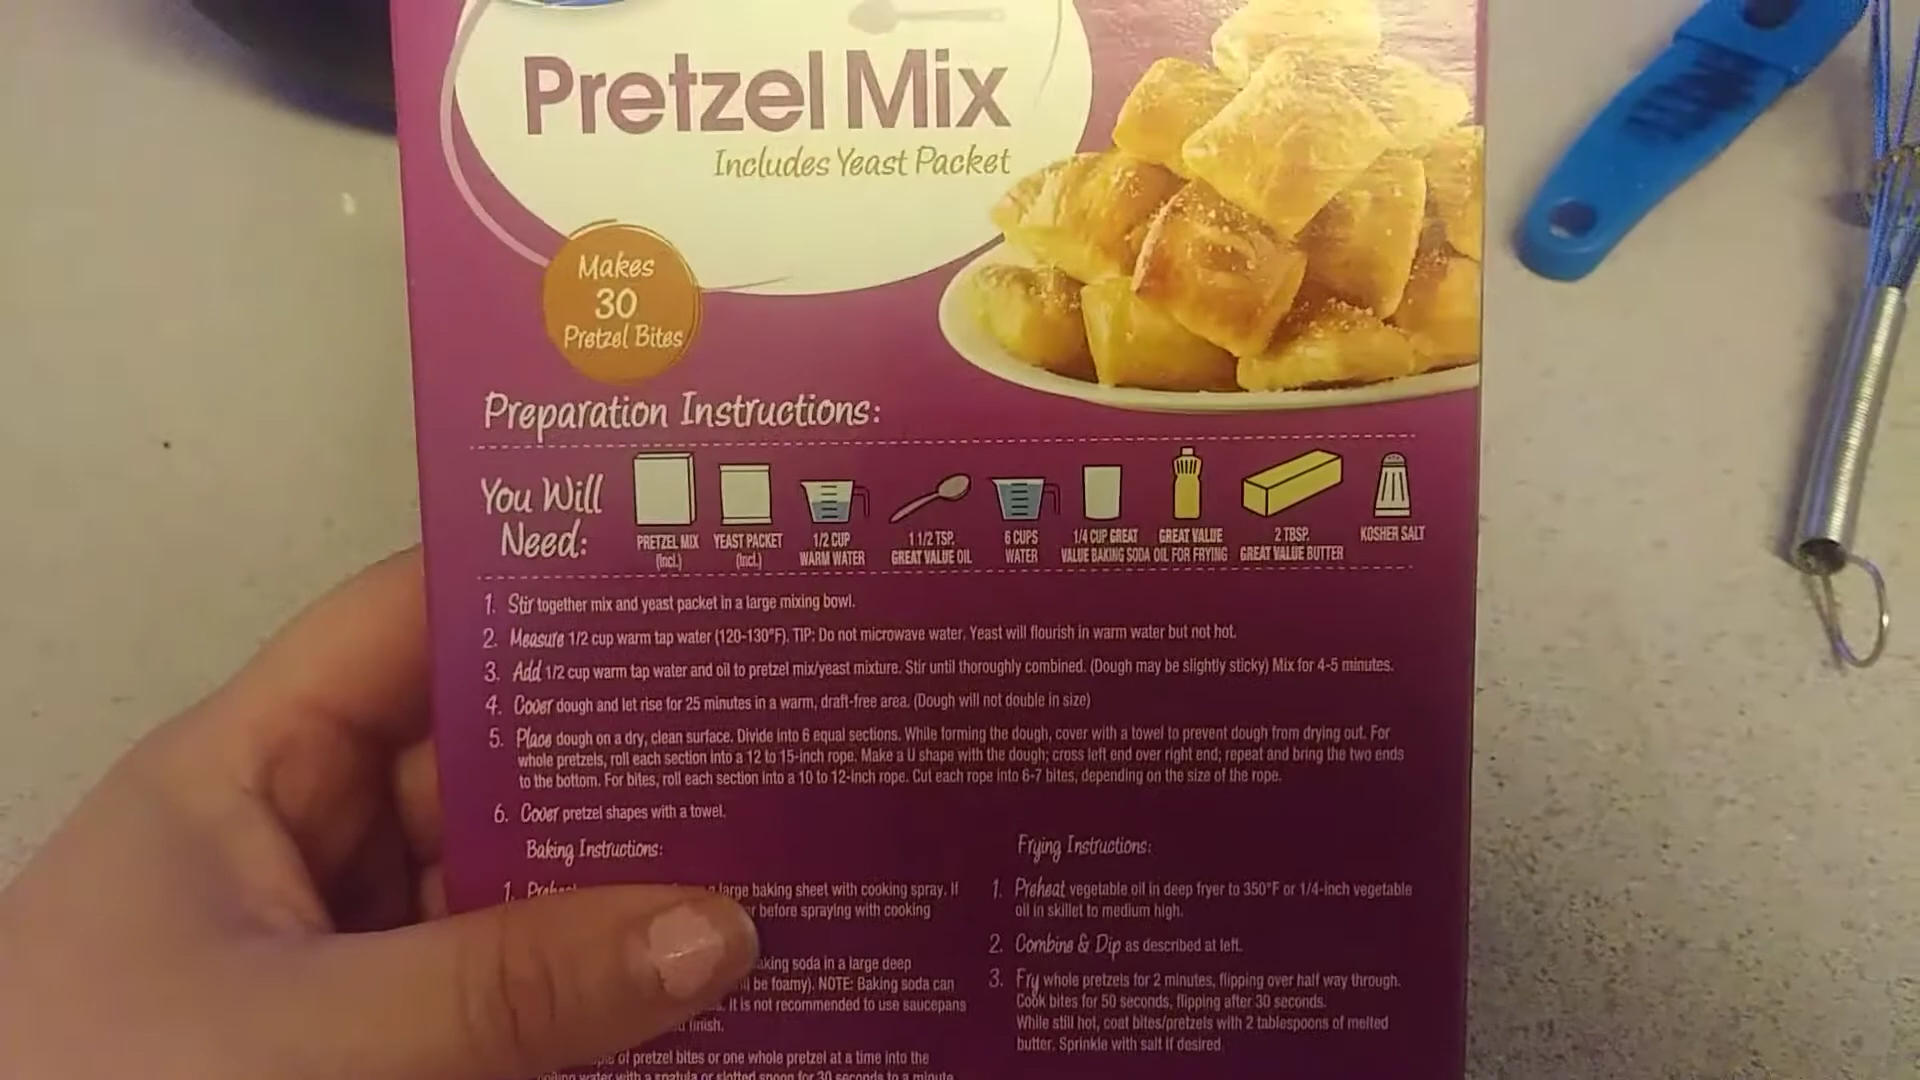 Pretzel Mix
Includes Yeast Packet
Makes
30
Pretzel Bites
Preparation Instructions:
You Will
Need:
PRETZEL MIX
(Incl.)
YEAST PACKET
(Incl.)
1/2 CUP
WARM WATER
1 1/2 TSP.
GREAT VALUE OIL
6 CUPS
WATER
1/4 CUP GREAT
VALUE BAKING SODA
GREAT VALUE
OIL FOR FRYING
2 TBSP.
GREAT VALUE BUTTER
KOSHER SALT
1. Stir together mix and yeast packet in a large mixing bowl.
2. Measure 1/2 cup warm tap water (120-130°F). TIP: Do not microwave water. Yeast will flourish in warm water but not hot.
3. Add 1/2 cup warm tap water and oil to pretzel mix/yeast mixture. Stir until thoroughly combined. (Dough may be slightly sticky) Mix for 4-5 minutes.
4. Cover dough and let rise for 25 minutes in a warm, draft-free area. (Dough will not double in size)
5. Place dough on a dry, clean surface. Divide into 6 equal sections. While forming the dough, cover with a towel to prevent dough from drying out. For
whole pretzels, roll each section into a 12 to 15-inch rope. Make a U shape with the dough; cross left end over right end; repeat and bring the two ends
to the bottom. For bites, roll each section into a 10 to 12-inch rope. Cut each rope into 6-7 bites, depending on the size of the rope.
6. Cover pretzel shapes with a towel.
Baking Instructions:
1. large baking sheet with cooking spray. If
before spraying with cooking
soda in a large deep
be foamy). NOTE: Baking soda can
It is not recommended to use saucepans
finish.
of pretzel bites or one whole pretzel at a time into the
water with a spatula or slotted spoon for 30 seconds to a minute
Frying Instructions:
1. Preheat vegetable oil in deep fryer to 350°F or 1/4-inch vegetable
oil in skillet to medium high.
2. Combine & Dip as described at left.
3. Fry whole pretzels for 2 minutes, flipping over half way through.
Cook bites for 50 seconds, flipping after 30 seconds.
While still hot, coat bites/pretzels with 2 tablespoons of melted
butter. Sprinkle with salt if desired